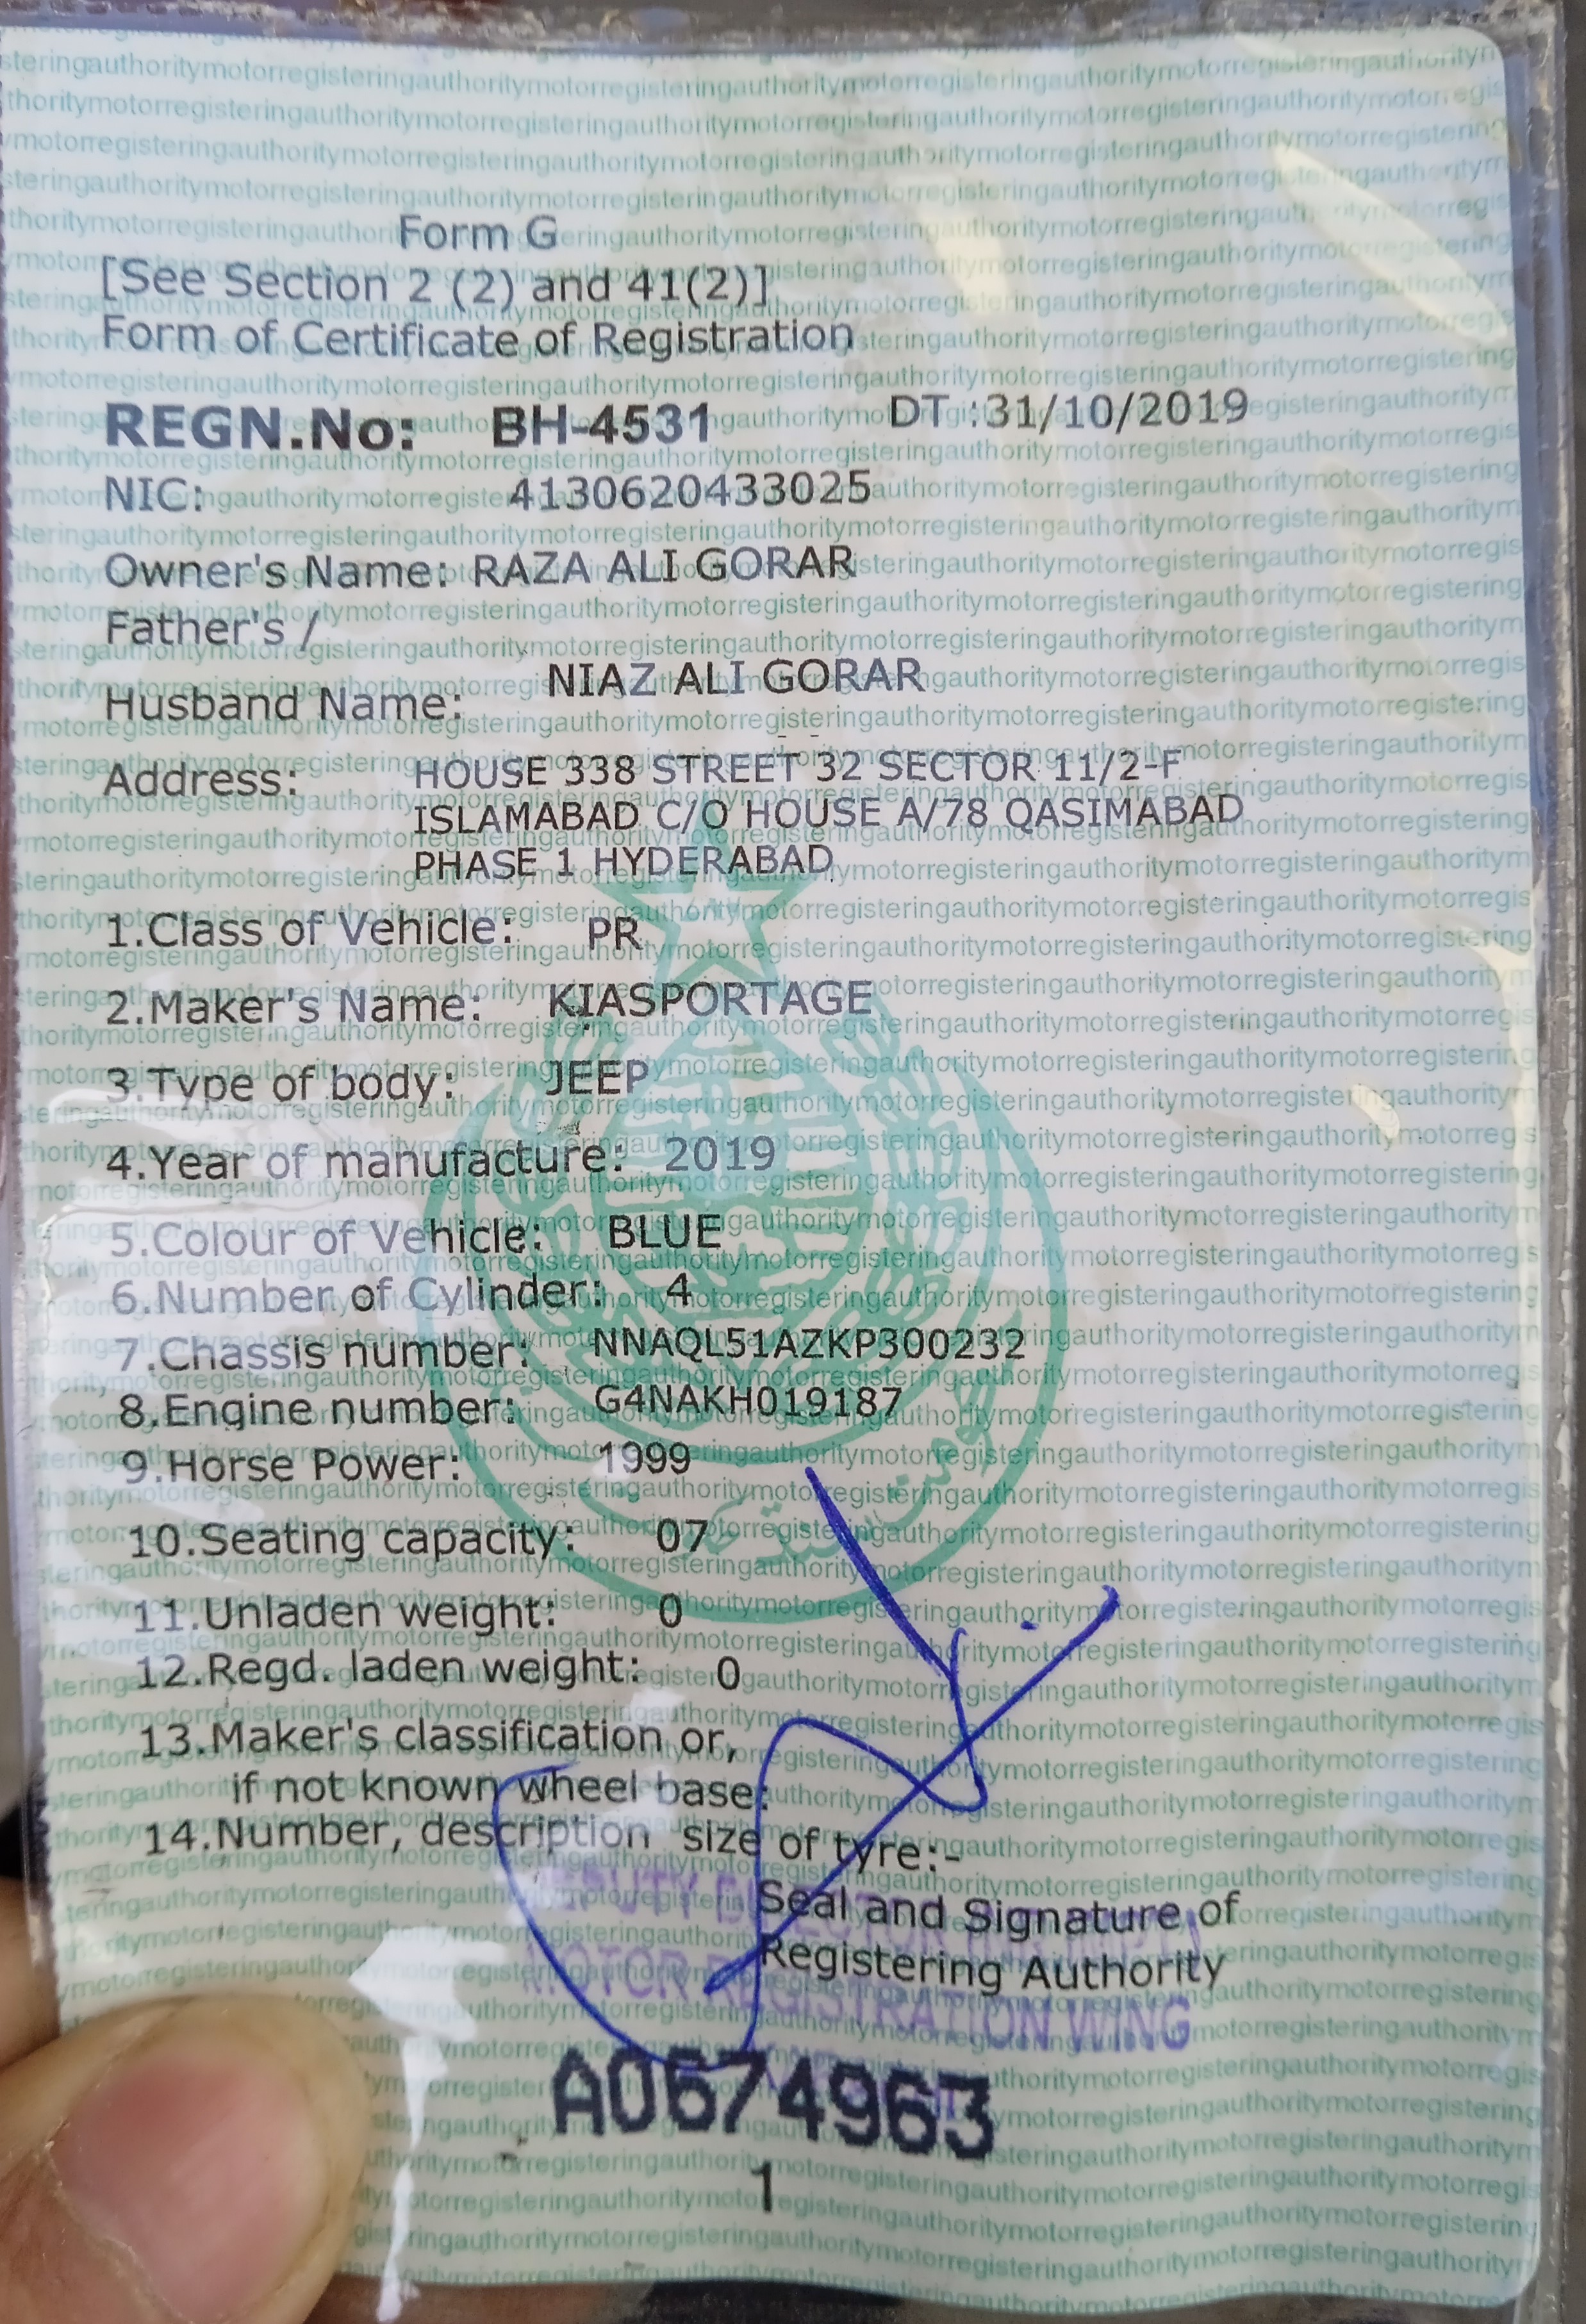 Form G
[See Section 2 (2) and 41(2)]
Form of Certificate of Registration
REGN.No: BH-4531 DT :31/10/2019
NIC: 4130620433025
Owner's Name: RAZA ALI GORAR
Father's /
Husband Name: NIAZ ALI GORAR
Address: HOUSE 338 STREET 32 SECTOR 11/2-F
ISLAMABAD C/O HOUSE A/78 QASIMABAD
PHASE 1 HYDERABAD
1.Class of Vehicle: PR
2.Maker's Name: KIASPORTAGE
3.Type of body: JEEP
4.Year of manufacture: 2019
5.Colour of Vehicle: BLUE
6.Number of Cylinder: 4
7.Chassis number: NNAQL51AZKP300232
8.Engine number: G4NAKH019187
9.Horse Power: 1999
10.Seating capacity: 07
11.Unladen weight: 0
12.Regd. laden weight: 0
13.Maker's classification or,
if not known wheel base:
14.Number, description size of tyre:-
Seal and Signature of
Registering Authority
MOTOR REGISTRATION WING
A0674963
1